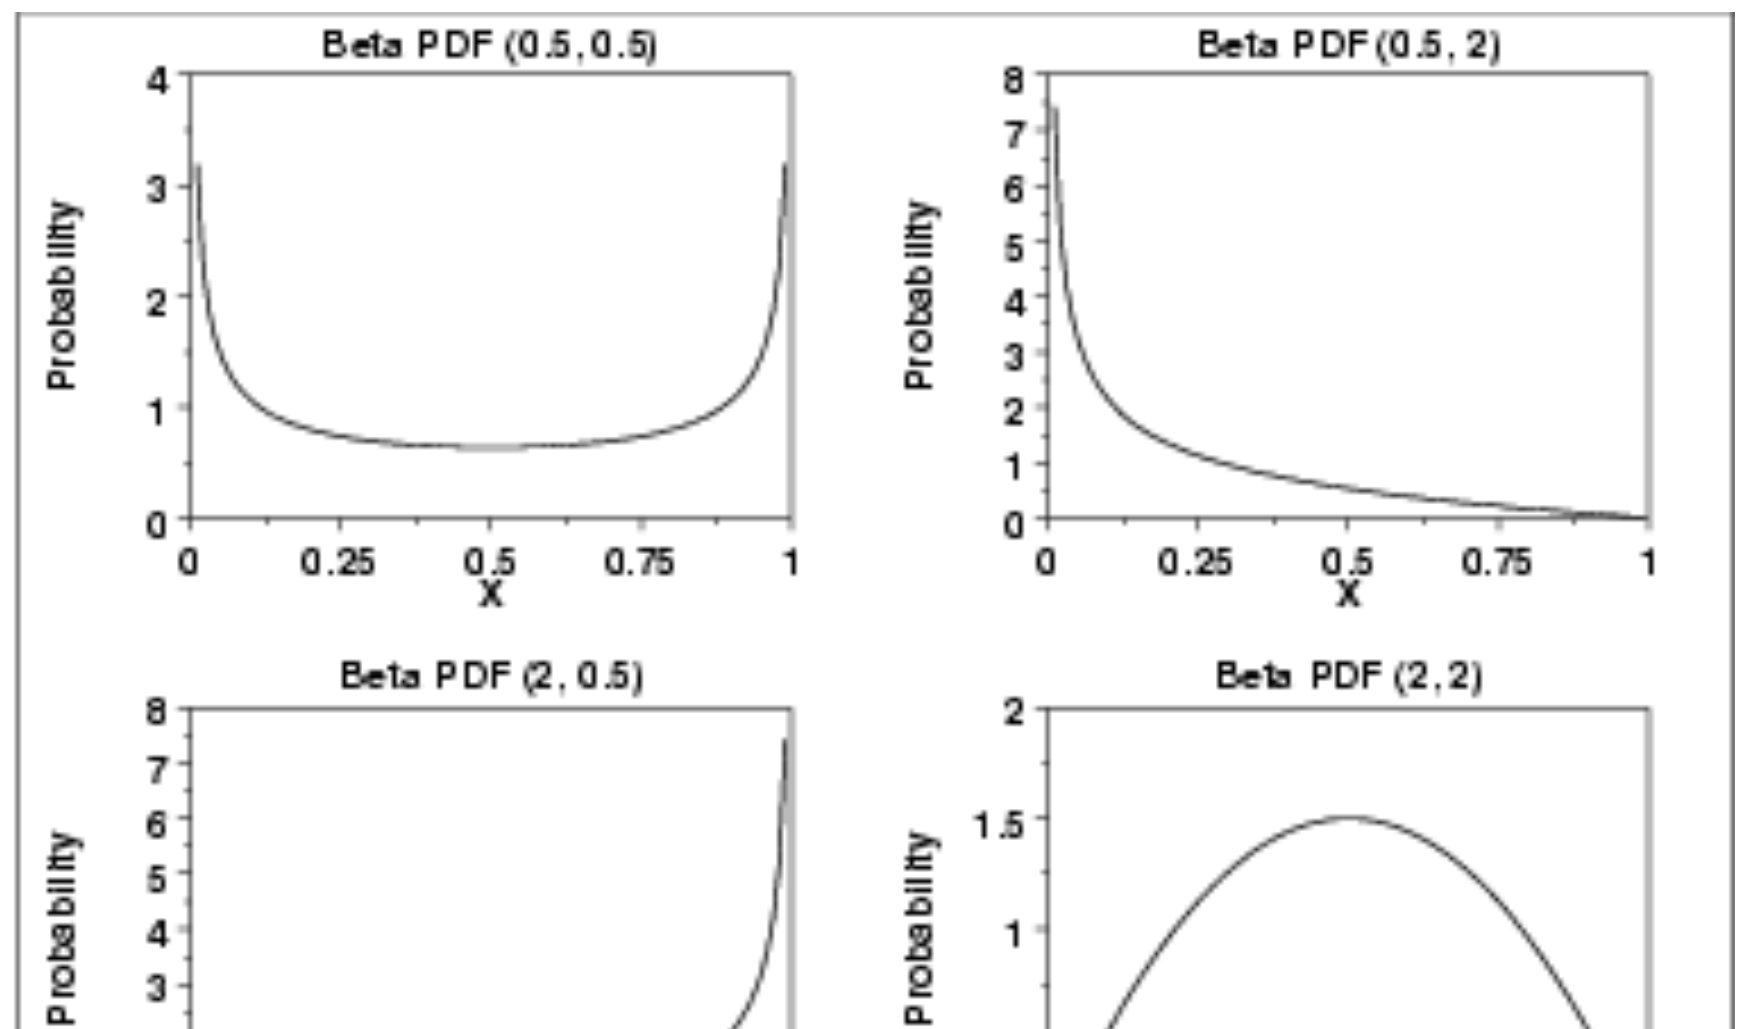 Beta PDF (0.5, 0.5)
4
3
2
1
0
Probability
0 0.25 0.5 0.75 1
X
Beta PDF (0.5, 2)
8
7
6
5
4
3
2
1
0
Probability
0 0.25 0.5 0.75 1
X
Beta PDF (2, 0.5)
8
7
6
5
4
3
Probability
Beta PDF (2, 2)
2
1.5
1
Probability